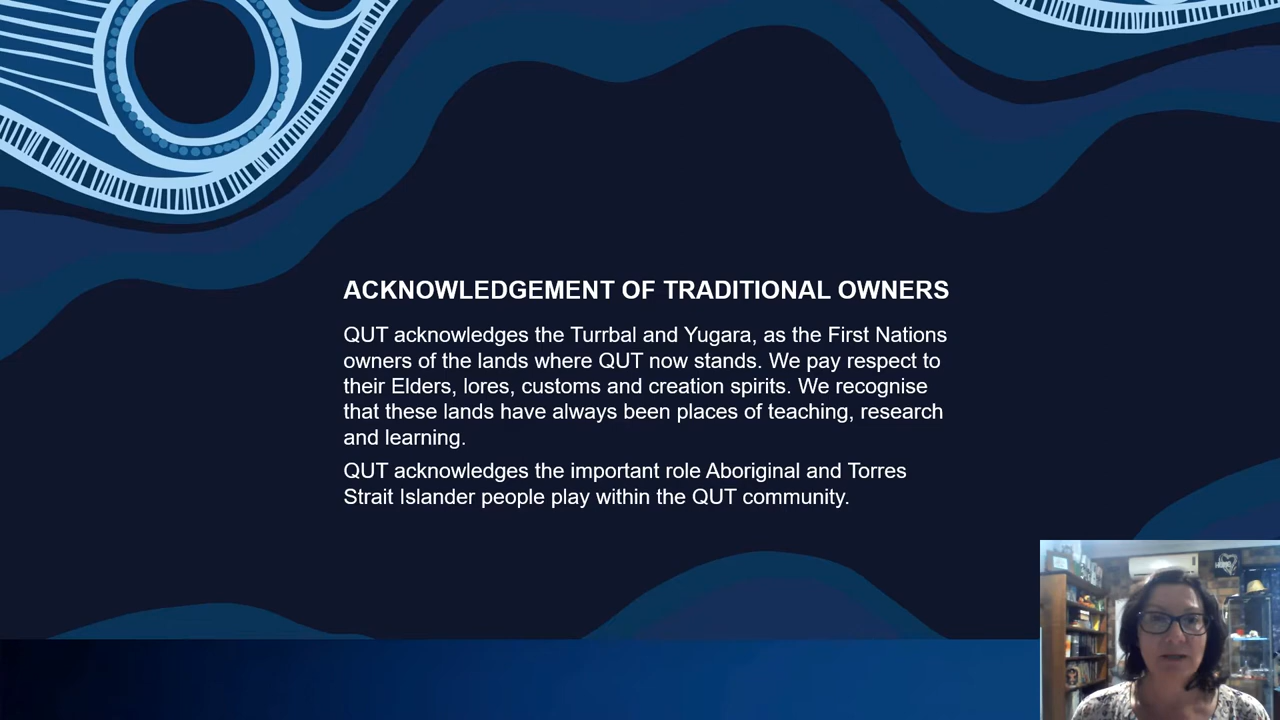 ACKNOWLEDGEMENT OF TRADITIONAL OWNERS
QUT acknowledges the Turrbal and Yugara, as the First Nations
owners of the lands where QUT now stands. We pay respect to
their Elders, lores, customs and creation spirits. We recognise
that these lands have always been places of teaching, research
and learning.
QUT acknowledges the important role Aboriginal and Torres
Strait Islander people play within the QUT community.